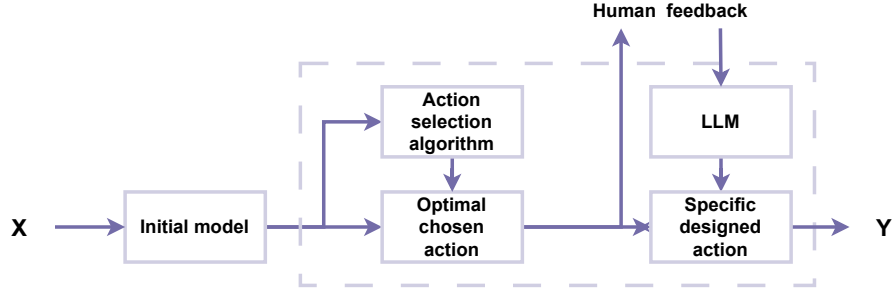 Human feedback
Action
selection
algorithm
LLM
X
Initial model
Optimal
chosen
action
Specific
designed
action
Y